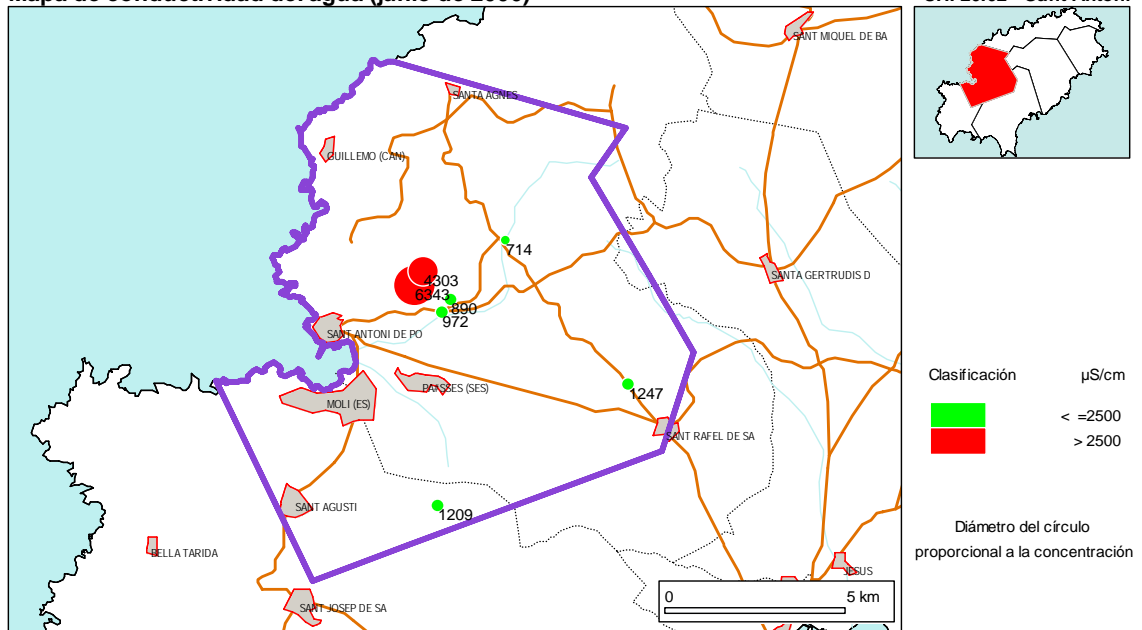 SANT MIQUEL DE BA
SANTA AGNES
GUILLEMO (CAN)
714
SANTA GERTRUDIS D
4303
6343
890
972
SANT ANTONI DE PO
Clasificación µS/cm
< =2500
> 2500
MOLI (ES)
1247
SANT RAFEL DE SA
SANT AGUSTI
1209
Diámetro del círculo
proporcional a la concentración
BELLA TARIDA
JESUS
0 5 km
SANT JOSEP DE SA